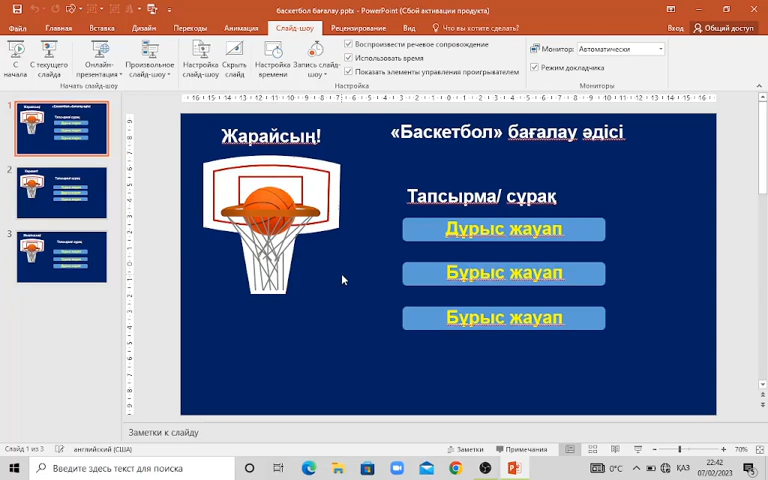 баскетбол бағалау.pptx - PowerPoint (Сбой активации продукта)
Файл Главная Вставка Дизайн Переходы Анимация Слайд-шоу Рецензирование Вид Что вы хотите сделать? Вход Общий доступ
С начала
С текущего слайда
Онлайн-презентация
Произвольное слайд-шоу
Начать слайд-шоу
Настройка слайд-шоу
Скрыть слайд
Настройка времени
Запись слайд-шоу
Воспроизвести речевое сопровождение
Использовать время
Показать элементы управления проигрывателем
Настройка
Монитор: Автоматически
Режим докладчика
Мониторы
1
2
3
Жарайсың!
«Баскетбол» бағалау әдісі
Тапсырма/ сұрақ
Дұрыс жауап
Бұрыс жауап
Бұрыс жауап
Заметки к слайду
Слайд 1 из 3 английский (США) Заметки Примечания 70%
Введите здесь текст для поиска
0°C
ҚАЗ
22:42
07/02/2023